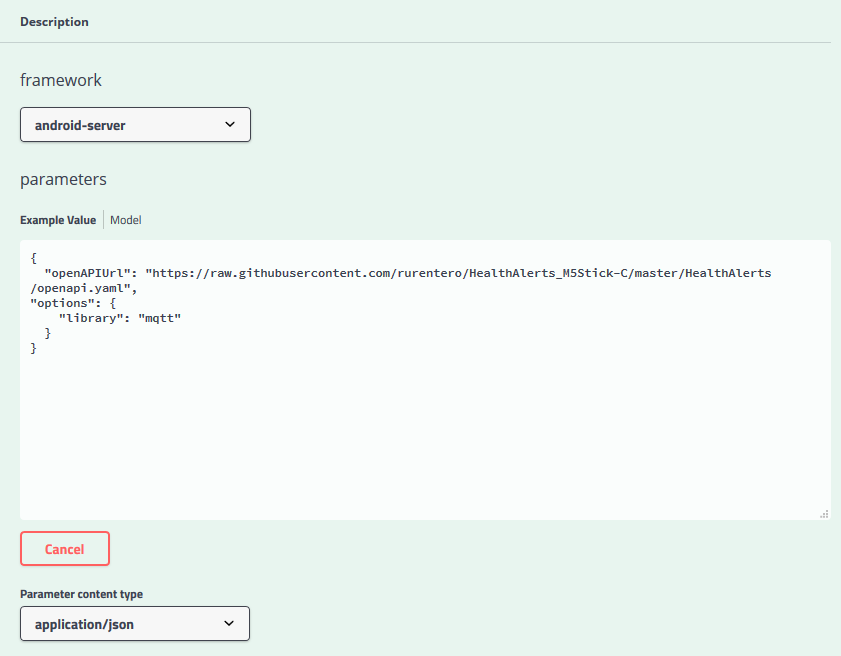 Description
framework
android-server
parameters
Example Value Model
{
  "openAPIUrl": "https://raw.githubusercontent.com/rurentero/HealthAlerts_M5Stick-C/master/HealthAlerts
/openapi.yaml",
"options": {
    "library": "mqtt"
  }
}
Cancel
Parameter content type
application/json